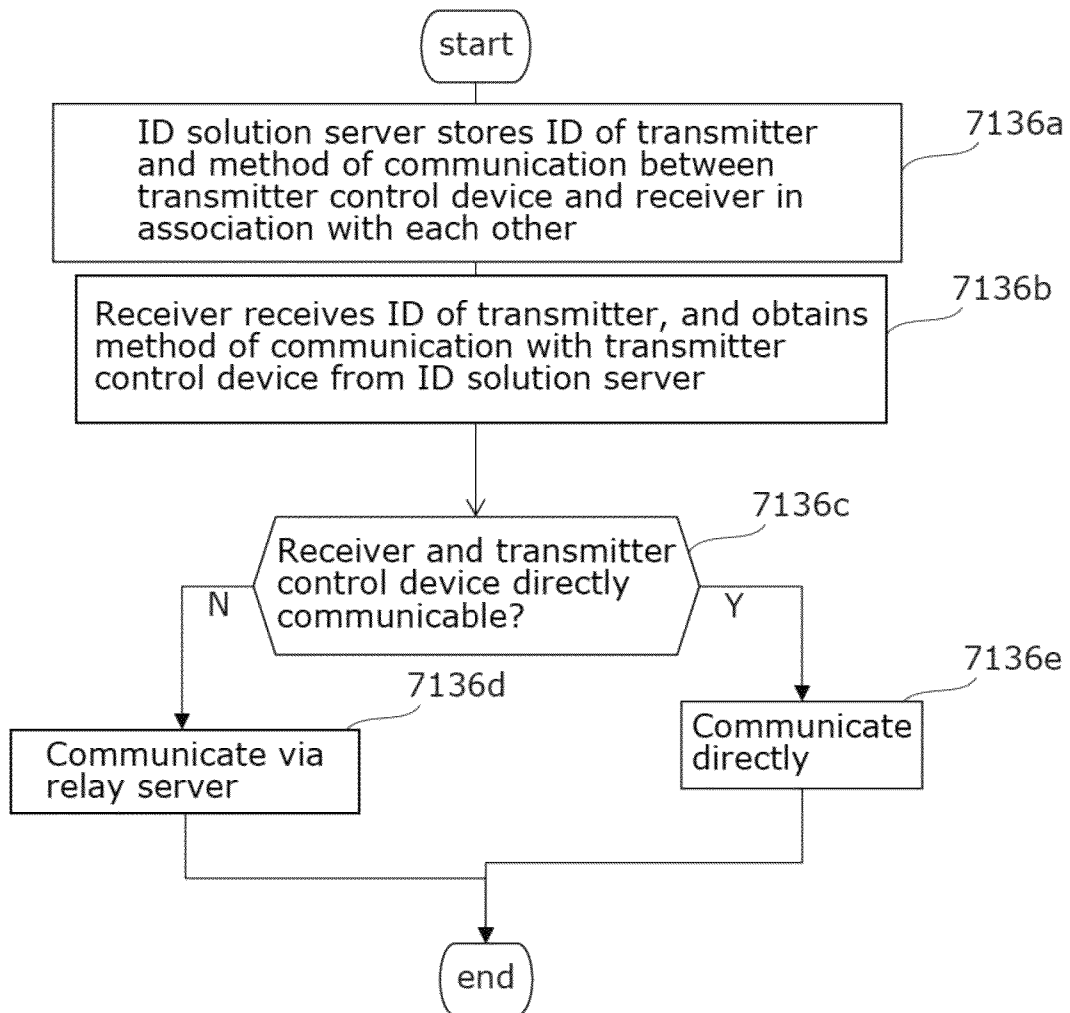 start
7136a
ID solution server stores ID of transmitter
and method of communication between
transmitter control device and receiver in
association with each other
7136b
Receiver receives ID of transmitter, and obtains
method of communication with transmitter
control device from ID solution server
7136c
Receiver and transmitter
control device directly
communicable?
N
Y
7136d
Communicate via
relay server
7136e
Communicate
directly
end